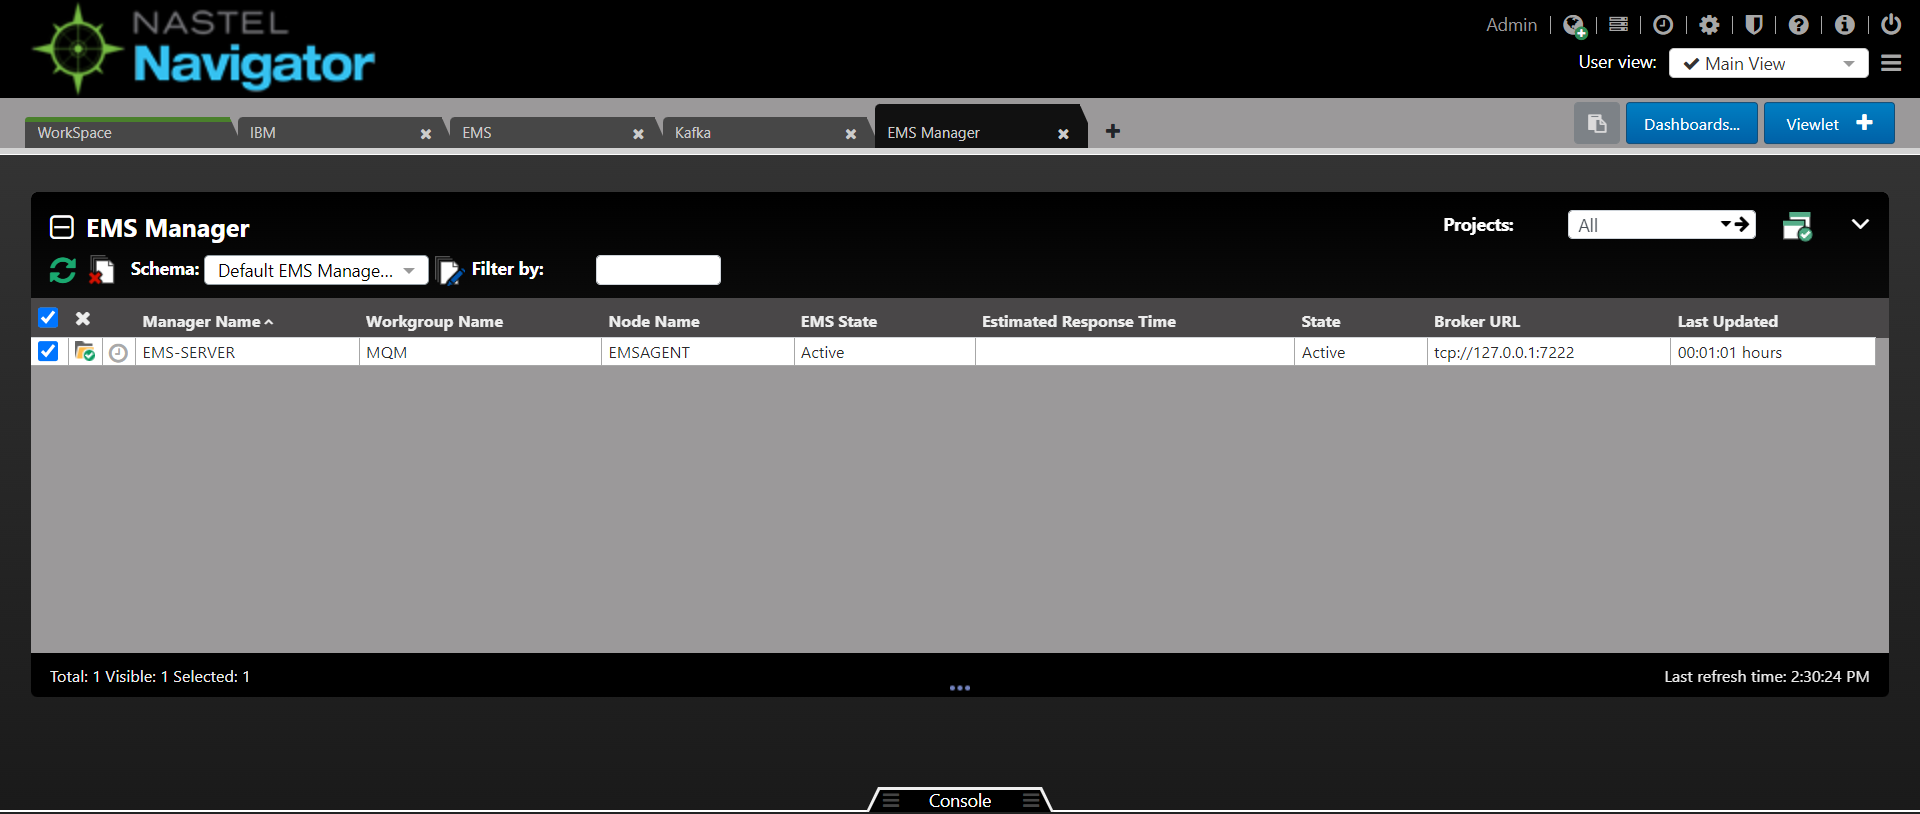 NASTEL
Navigator
Admin
User view: Main View
WorkSpace IBM EMS Kafka EMS Manager
Dashboards... Viewlet
EMS Manager
Projects: All
Schema: Default EMS Manage... Filter by:
Manager Name Workgroup Name Node Name EMS State Estimated Response Time State Broker URL Last Updated
EMS-SERVER MQM EMSAGENT Active Active tcp://127.0.0.1:7222 00:01:01 hours
Total: 1 Visible: 1 Selected: 1
Last refresh time: 2:30:24 PM
Console